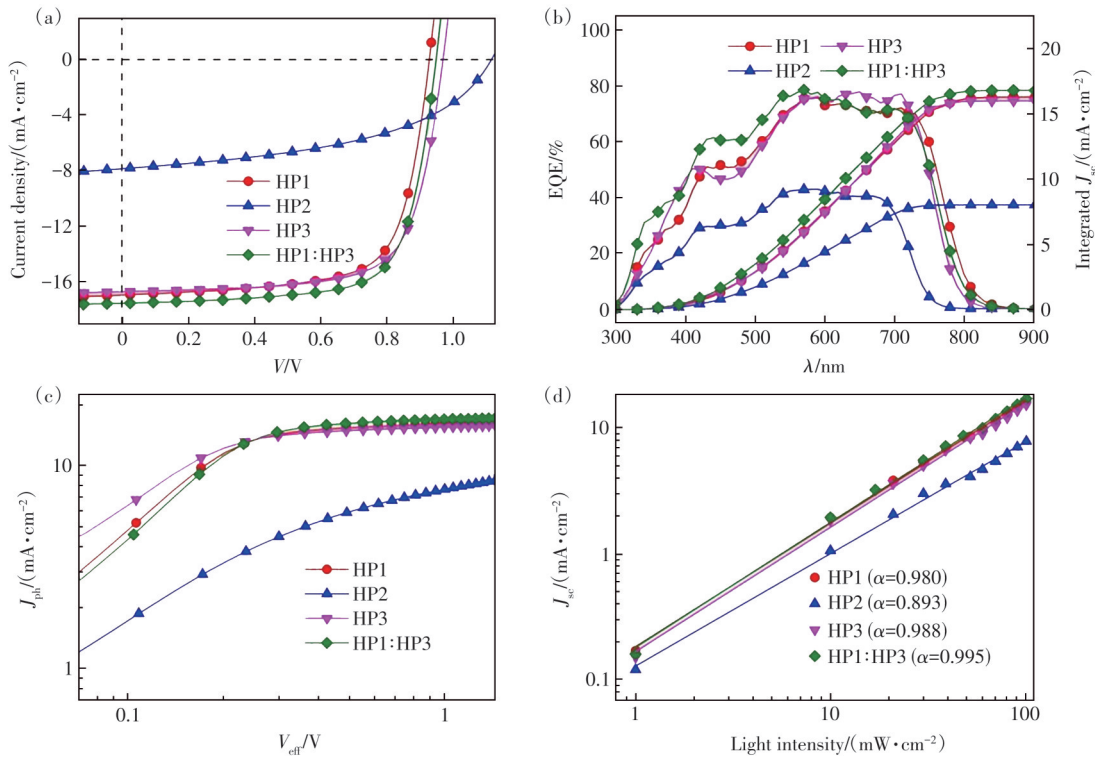 (a)
0
−4
−8
−12
−16
Current density/(mA·cm⁻²)
HP1
HP2
HP3
HP1:HP3
0 0.2 0.4 0.6 0.8 1.0
V/V
(b)
100
80
60
40
20
0
EQE/%
HP1 HP3
HP2 HP1:HP3
20
15
10
5
0
Integrated Jsc/(mA·cm⁻²)
300 400 500 600 700 800 900
λ/nm
(c)
10
1
Jph/(mA·cm⁻²)
HP1
HP2
HP3
HP1:HP3
0.1 1
Veff/V
(d)
10
1
0.1
Jsc/(mA·cm⁻²)
HP1 (α=0.980)
HP2 (α=0.893)
HP3 (α=0.988)
HP1:HP3 (α=0.995)
1 10 100
Light intensity/(mW·cm⁻²)